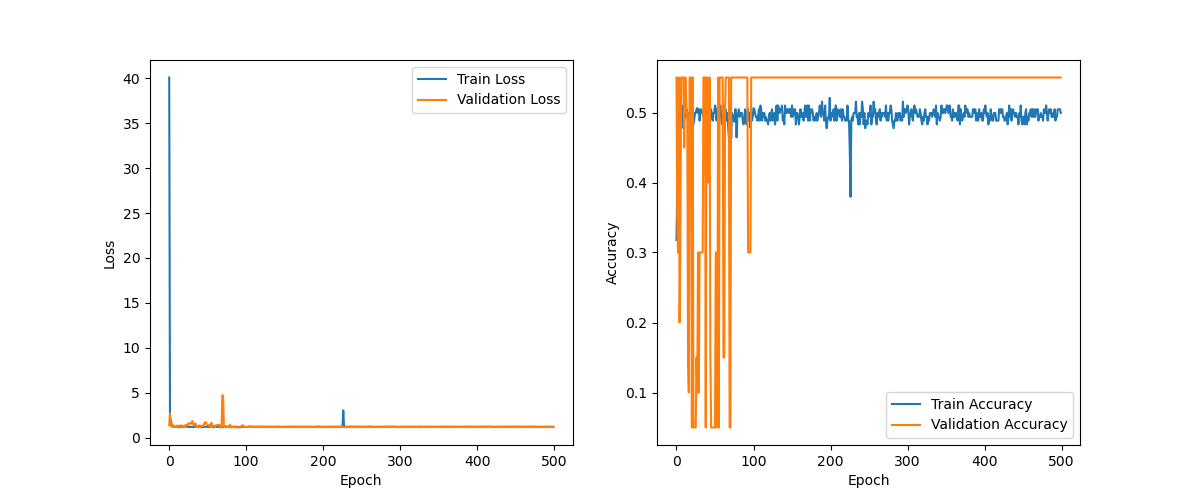 40
35
30
25
20
15
10
5
0
0 100 200 300 400 500
Loss
Epoch
Train Loss
Validation Loss
0.5
0.4
0.3
0.2
0.1
0 100 200 300 400 500
Accuracy
Epoch
Train Accuracy
Validation Accuracy